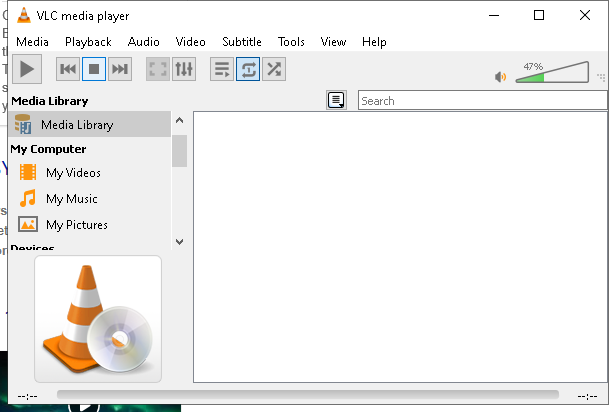 VLC media player
Media Playback Audio Video Subtitle Tools View Help
47%
Media Library
Search
Media Library
My Computer
My Videos
My Music
My Pictures
Devices
--:-- --:--